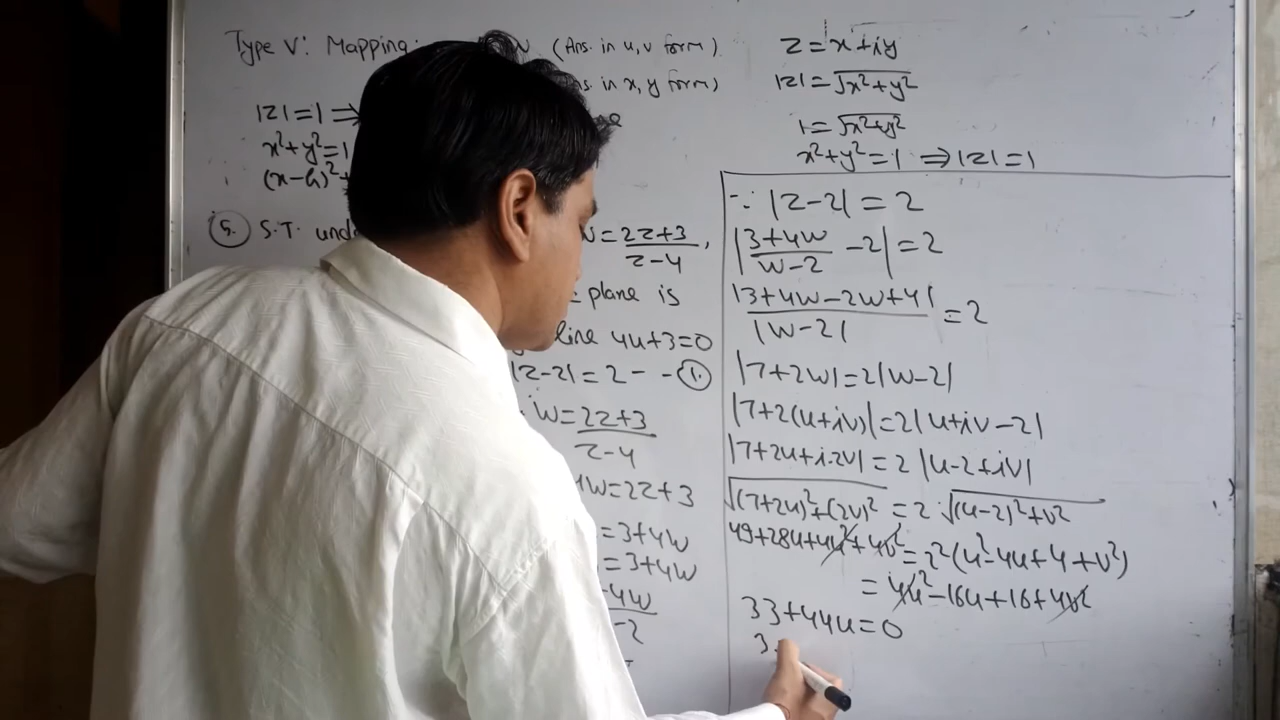 Type V: Mapping: (Ans. in u, v form)
ns. in x, y form)
|z|=1 ⇒
x²+y²=1
(x-
5. S.T. und w=2z+3/z-4,
z plane is
line 4u+3=0
|z-2|=2 -- ①.
w=2z+3/z-4
w=2z+3
=3+4w
=3+4w
4w
-2
z=x+iy
|z|=√x²+y²
1=√x²+y²
x²+y²=1 ⇒|z|=1
∵ |z-2|=2
|3+4w/w-2 -2|=2
|3+4w-2w+4|/|w-2| =2
|7+2w|=2|w-2|
|7+2(u+iv)|=2|u+iv-2|
|7+2u+i.2v|=2|u-2+iv|
√(7+2u)²+(2v)² = 2√(u-2)²+v²
49+28u+4u²+4v²=2²(u²-4u+4+v²)
=4u²-16u+16+4v²
33+44u=0
3